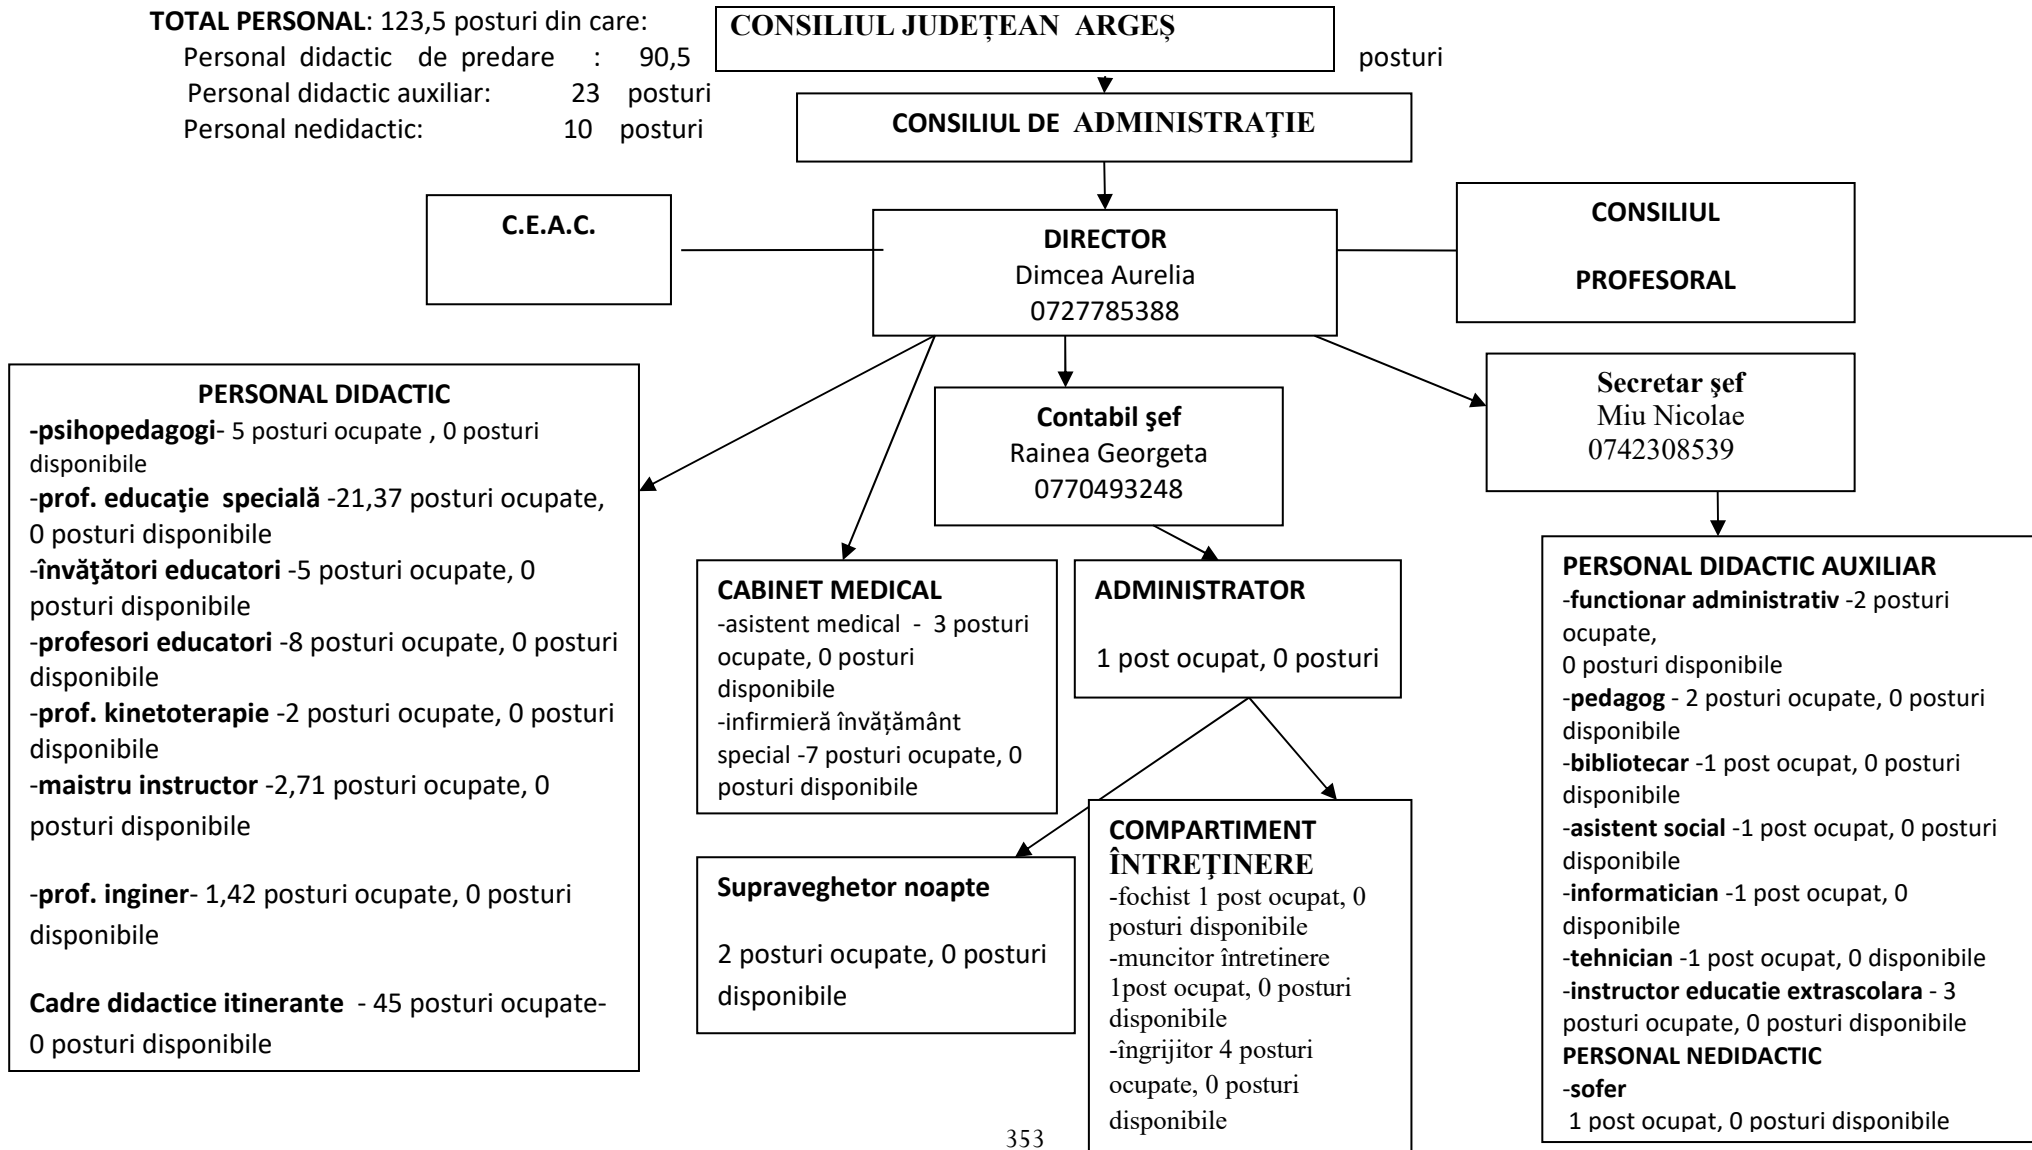 TOTAL PERSONAL: 123,5 posturi din care:
Personal didactic de predare : 90,5 posturi
Personal didactic auxiliar: 23 posturi
Personal nedidactic: 10 posturi
CONSILIUL JUDEȚEAN ARGEȘ
CONSILIUL DE ADMINISTRAŢIE
C.E.A.C.
DIRECTOR
Dimcea Aurelia
0727785388
CONSILIUL
PROFESORAL
PERSONAL DIDACTIC
-psihopedagogi- 5 posturi ocupate , 0 posturi
disponibile
-prof. educaţie specială -21,37 posturi ocupate,
0 posturi disponibile
-învăţători educatori -5 posturi ocupate, 0
posturi disponibile
-profesori educatori -8 posturi ocupate, 0 posturi
disponibile
-prof. kinetoterapie -2 posturi ocupate, 0 posturi
disponibile
-maistru instructor -2,71 posturi ocupate, 0
posturi disponibile
-prof. inginer- 1,42 posturi ocupate, 0 posturi
disponibile
Cadre didactice itinerante - 45 posturi ocupate-
0 posturi disponibile
Contabil şef
Rainea Georgeta
0770493248
Secretar şef
Miu Nicolae
0742308539
CABINET MEDICAL
-asistent medical - 3 posturi
ocupate, 0 posturi
disponibile
-infirmieră învățământ
special -7 posturi ocupate, 0
posturi disponibile
ADMINISTRATOR
1 post ocupat, 0 posturi
Supraveghetor noapte
2 posturi ocupate, 0 posturi
disponibile
COMPARTIMENT
ÎNTREŢINERE
-fochist 1 post ocupat, 0
posturi disponibile
-muncitor întretinere
1post ocupat, 0 posturi
disponibile
-îngrijitor 4 posturi
ocupate, 0 posturi
disponibile
PERSONAL DIDACTIC AUXILIAR
-functionar administrativ -2 posturi
ocupate,
0 posturi disponibile
-pedagog - 2 posturi ocupate, 0 posturi
disponibile
-bibliotecar -1 post ocupat, 0 posturi
disponibile
-asistent social -1 post ocupat, 0 posturi
disponibile
-informatician -1 post ocupat, 0
disponibile
-tehnician -1 post ocupat, 0 disponibile
-instructor educatie extrascolara - 3
posturi ocupate, 0 posturi disponibile
PERSONAL NEDIDACTIC
-sofer
1 post ocupat, 0 posturi disponibile
353